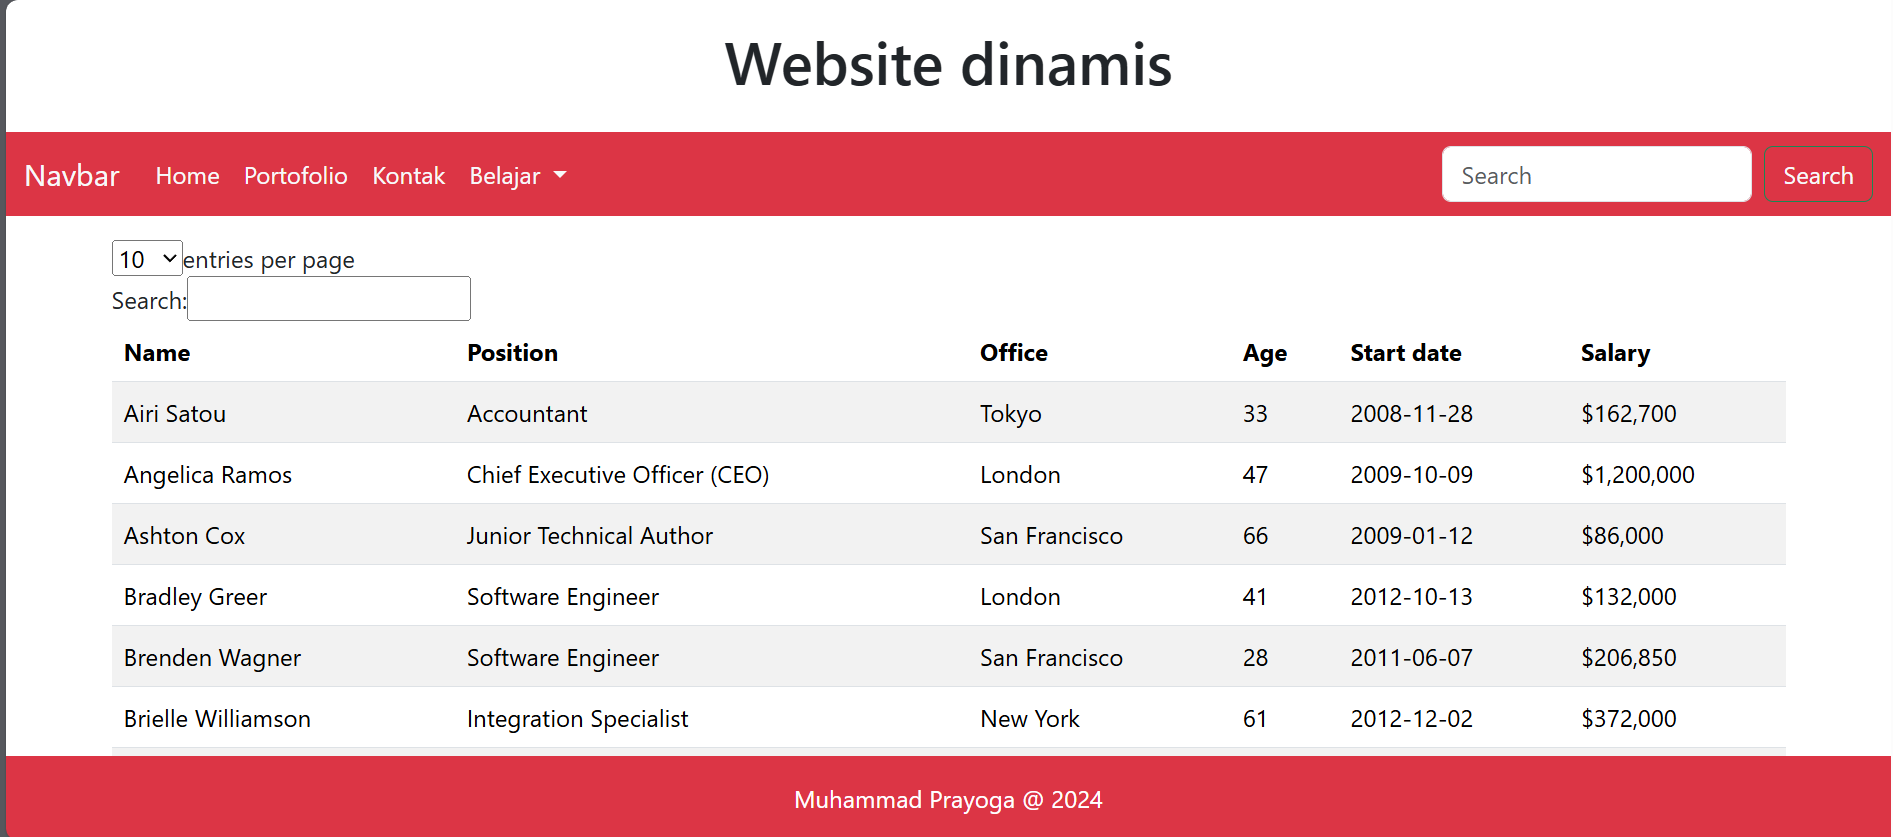 Website dinamis
Navbar Home Portofolio Kontak Belajar Search Search
10 entries per page
Search:
Name Position Office Age Start date Salary
Airi Satou Accountant Tokyo 33 2008-11-28 $162,700
Angelica Ramos Chief Executive Officer (CEO) London 47 2009-10-09 $1,200,000
Ashton Cox Junior Technical Author San Francisco 66 2009-01-12 $86,000
Bradley Greer Software Engineer London 41 2012-10-13 $132,000
Brenden Wagner Software Engineer San Francisco 28 2011-06-07 $206,850
Brielle Williamson Integration Specialist New York 61 2012-12-02 $372,000
Muhammad Prayoga @ 2024